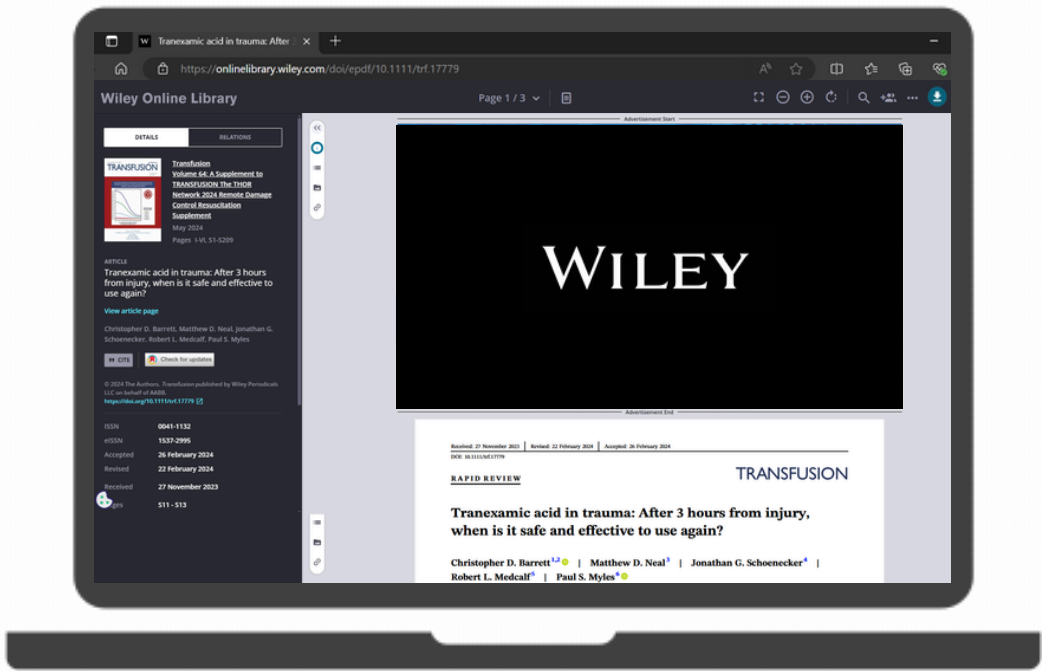 W Tranexamic acid in trauma: After
https://onlinelibrary.wiley.com/doi/epdf/10.1111/trf.17779
Wiley Online Library
Page 1 / 3
DETAILS
RELATIONS
TRANSFUSION
Transfusion
Volume 64: A Supplement to
TRANSFUSION The THOR
Network 2024 Remote Damage
Control Resuscitation
Supplement
May 2024
Pages I-VI, S1-S209
ARTICLE
Tranexamic acid in trauma: After 3 hours
from injury, when is it safe and effective to
use again?
View article page
Christopher D. Barrett, Matthew D. Neal, Jonathan G.
Schoenecker, Robert L. Medcalf, Paul S. Myles
CITE
Check for updates
© 2024 The Authors. Transfusion published by Wiley Periodicals
LLC on behalf of AABB.
https://doi.org/10.1111/trf.17779
ISSN 0041-1132
eISSN 1537-2995
Accepted 26 February 2024
Revised 22 February 2024
Received 27 November 2023
ges S11 - S13
Advertisement Start
WILEY
Advertisement End
Received: 27 November 2023 | Revised: 22 February 2024 | Accepted: 26 February 2024
DOI: 10.1111/trf.17779
RAPID REVIEW
TRANSFUSION
Tranexamic acid in trauma: After 3 hours from injury,
when is it safe and effective to use again?
Christopher D. Barrett1,2 | Matthew D. Neal3 | Jonathan G. Schoenecker4 |
Robert L. Medcalf5 | Paul S. Myles6